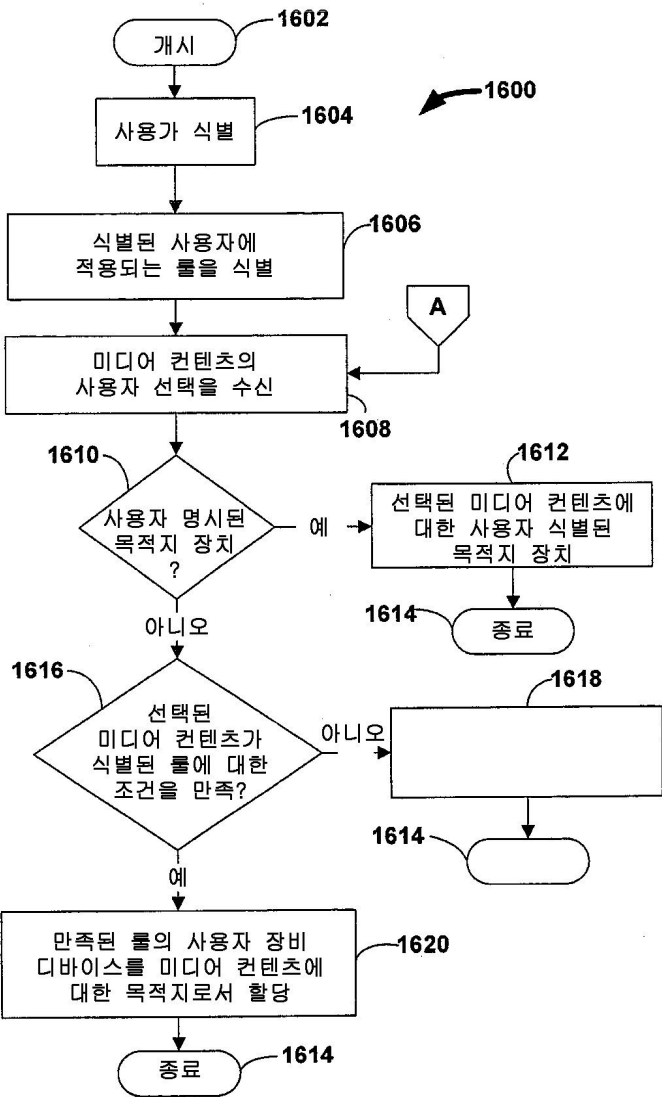 1602
개시
1600
1604
사용가 식별
1606
식별된 사용자에
적용되는 룰을 식별
A
미디어 컨텐츠의
사용자 선택을 수신
1608
1610
사용자 명시된
목적지 장치
?
예
1612
선택된 미디어 컨텐츠에
대한 사용자 식별된
목적지 장치
1614
종료
아니오
1616
선택된
미디어 컨텐츠가
식별된 룰에 대한
조건을 만족?
아니오
1618
1614
예
만족된 룰의 사용자 장비
디바이스를 미디어 컨텐츠에
대한 목적지로서 할당
1620
종료
1614